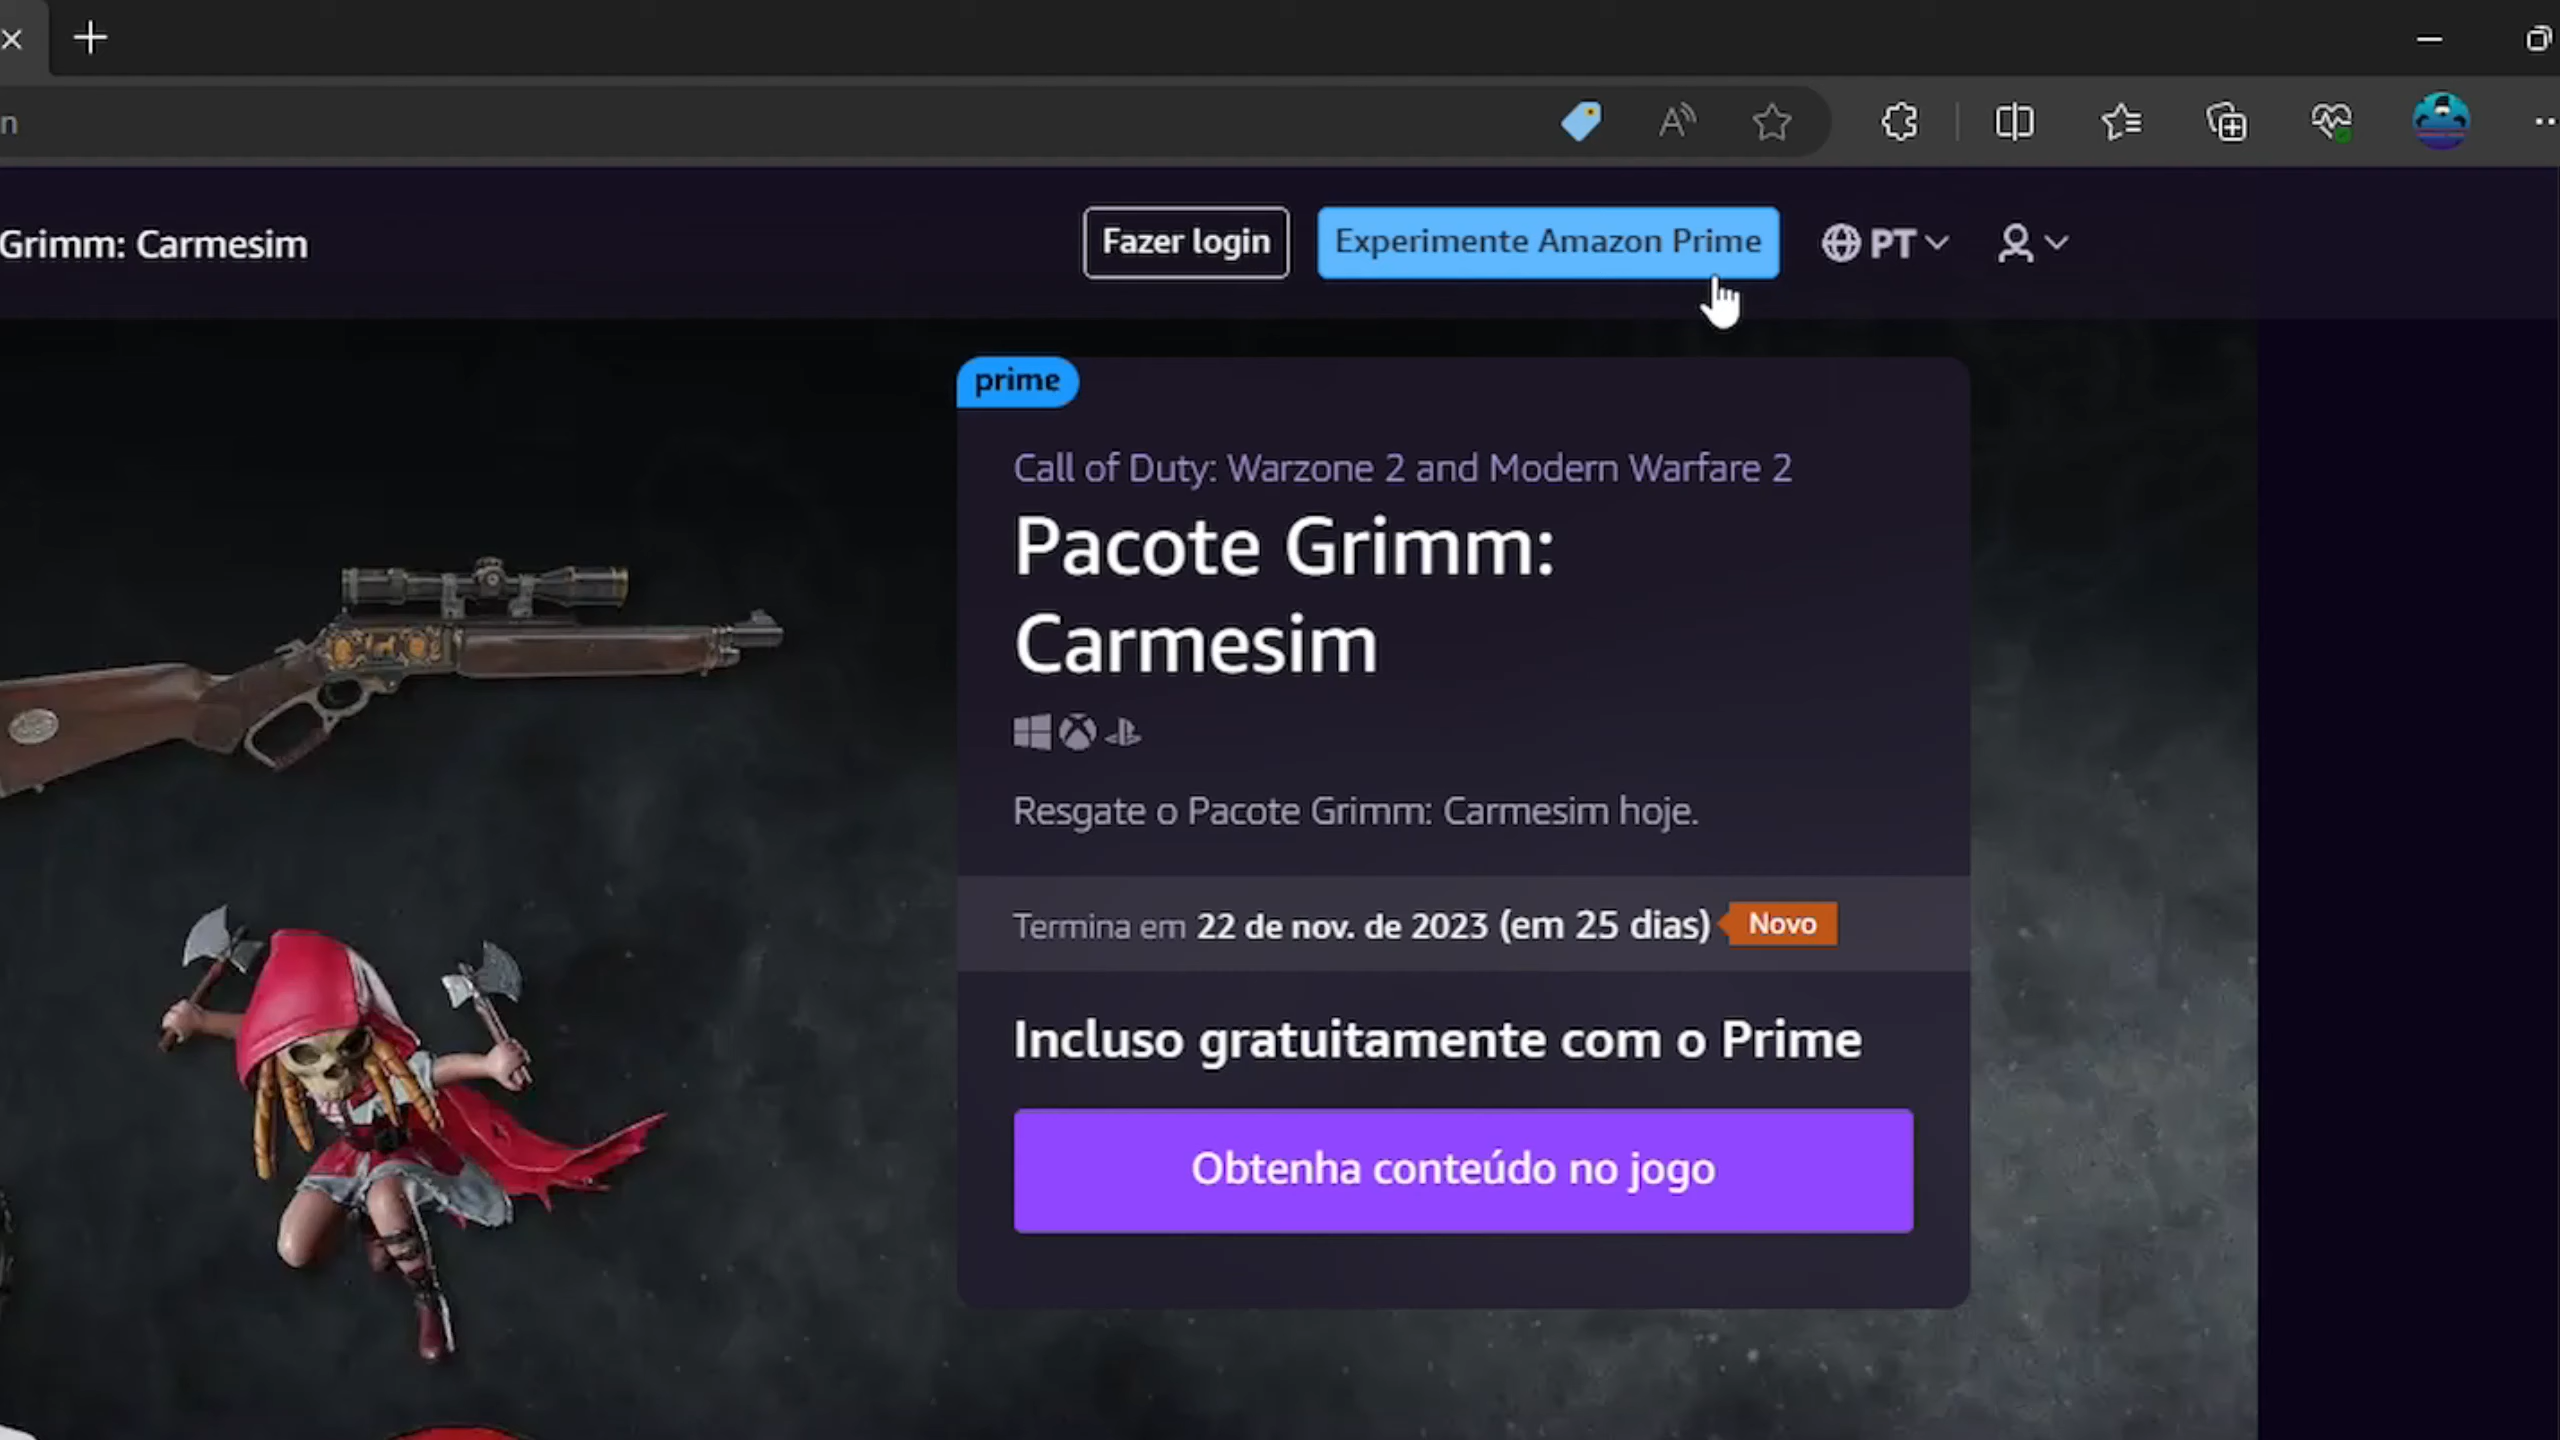 n
Grimm: Carmesim
Fazer login
Experimente Amazon Prime
PT
prime
Call of Duty: Warzone 2 and Modern Warfare 2
Pacote Grimm:
Carmesim
Resgate o Pacote Grimm: Carmesim hoje.
Termina em 22 de nov. de 2023 (em 25 dias) Novo
Incluso gratuitamente com o Prime
Obtenha conteúdo no jogo